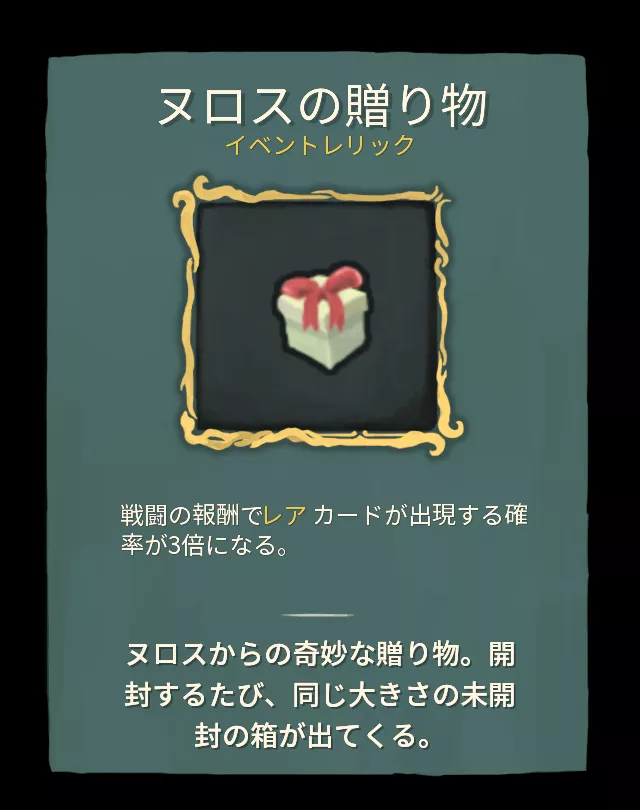 ヌロスの贈り物
イベントレリック
戦闘の報酬でレア カードが出現する確
率が3倍になる。
ヌロスからの奇妙な贈り物。開
封するたび、同じ大きさの未開
封の箱が出てくる。